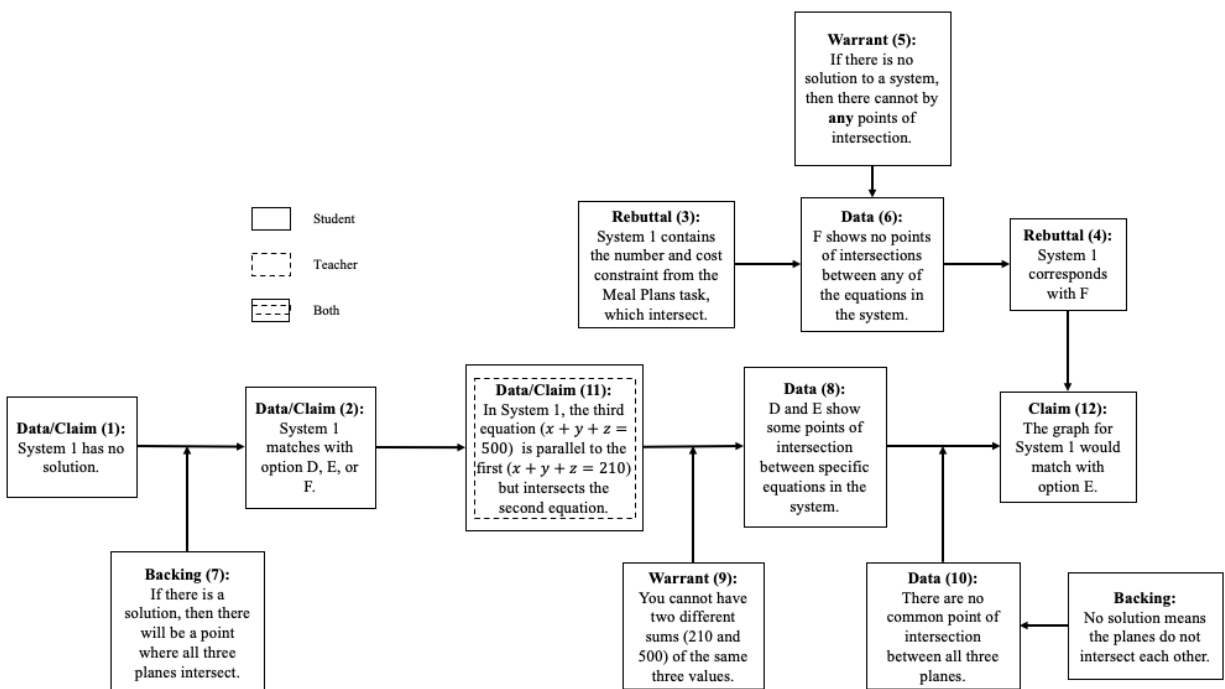 Warrant (5):
If there is no
solution to a system,
then there cannot by
any points of
intersection.
Student
Teacher
Both
Rebuttal (3):
System 1 contains
the number and cost
constraint from the
Meal Plans task,
which intersect.
Data (6):
F shows no points
of intersections
between any of
the equations in
the system.
Rebuttal (4):
System 1
corresponds
with F
Data/Claim (1):
System 1 has no
solution.
Data/Claim (2):
System 1
matches with
option D, E, or
F.
Data/Claim (11):
In System 1, the third
equation (x + y + z =
500) is parallel to the
first (x + y + z = 210)
but intersects the
second equation.
Data (8):
D and E show
some points of
intersection
between specific
equations in the
system.
Claim (12):
The graph for
System 1 would
match with
option E.
Backing (7):
If there is a
solution, then there
will be a point
where all three
planes intersect.
Warrant (9):
You cannot have
two different
sums (210 and
500) of the same
three values.
Data (10):
There are no
common point of
intersection
between all three
planes.
Backing:
No solution means
the planes do not
intersect each other.